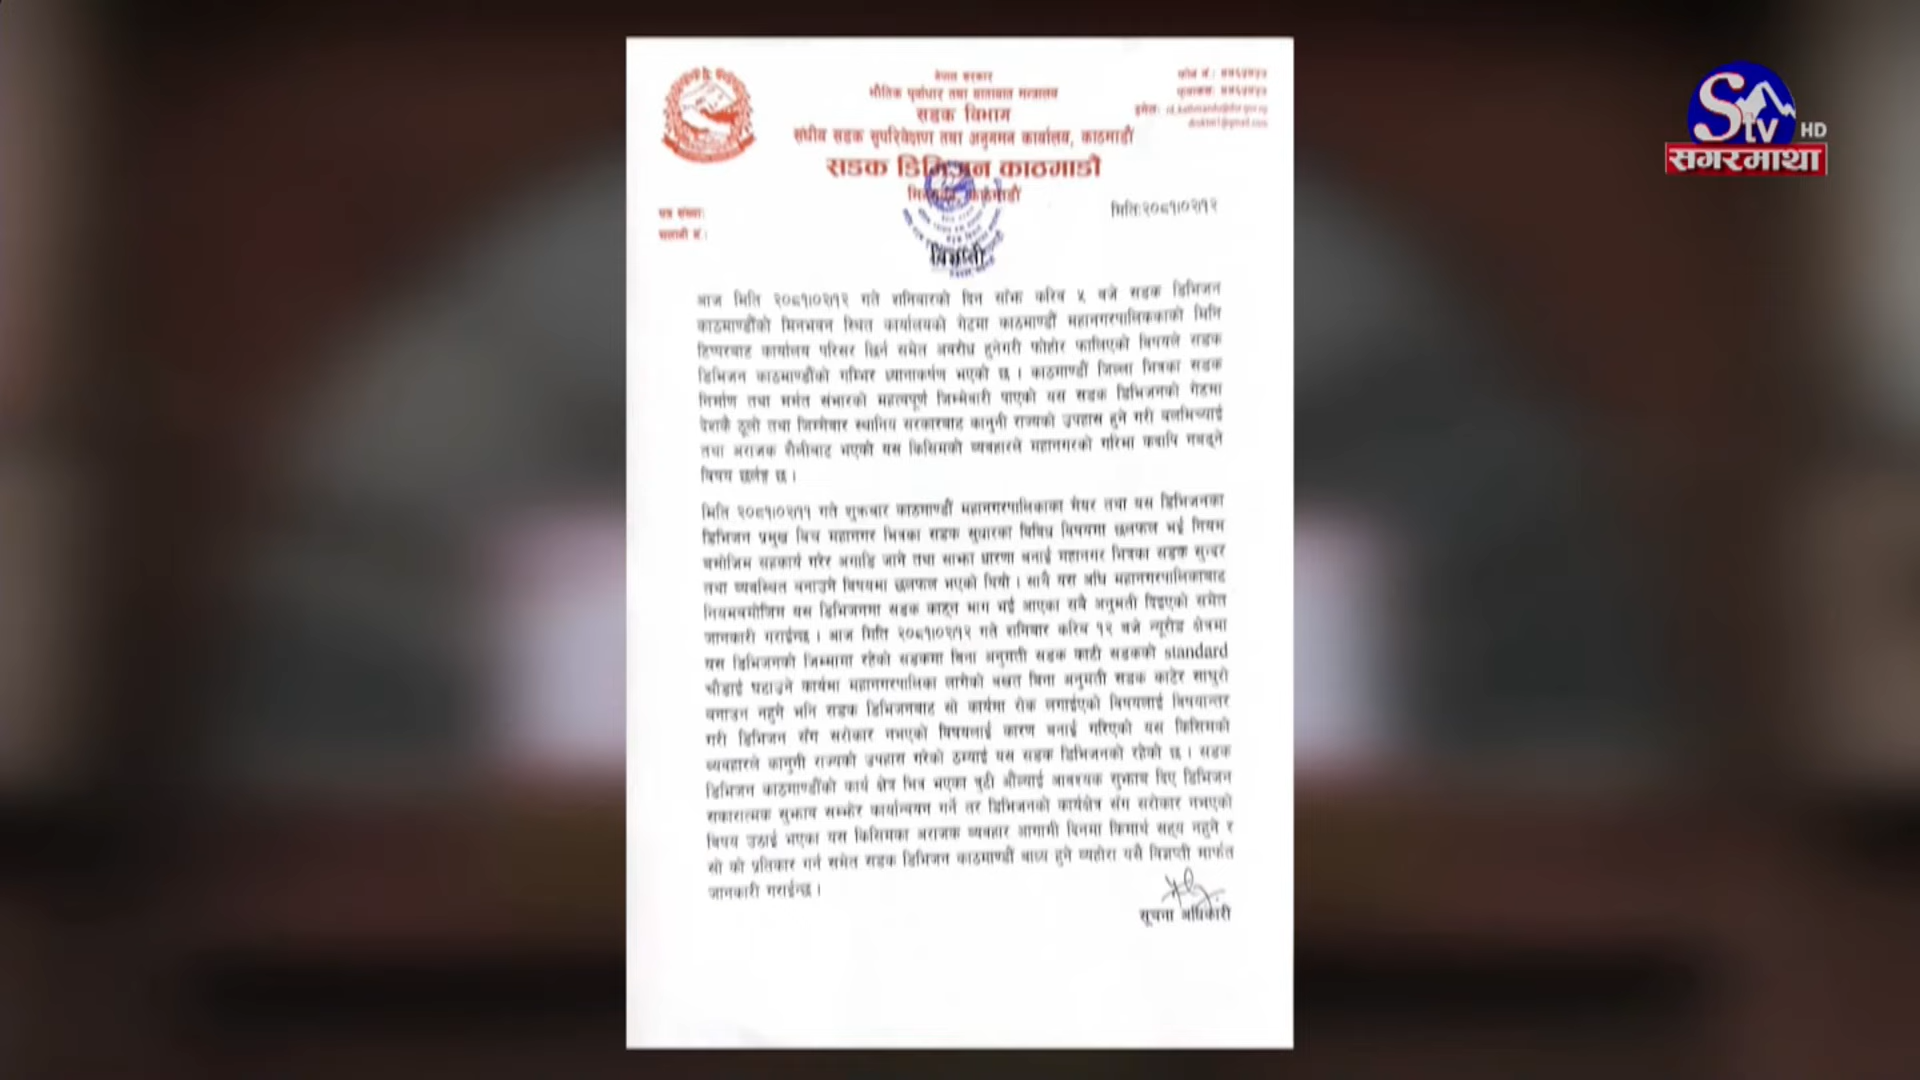 नेपाल सरकार
भौतिक पूर्वाधार तथा यातायात मन्त्रालय
सडक विभाग
संघीय सडक सुपरिवेक्षण तथा अनुगमन कार्यालय, काठमाडौं
सडक डिभिजन काठमाडौं
काठमाडौं
फोन नं.:
इमेल:
पत्र संख्या:
चलानी नं.:
मितिः२०८१।०२।१२
विज्ञप्ती
STV HD
सगरमाथा
आज मिति २०८१।०२।१२ गते शनिवारको दिन सांझ करिव ५ बजे सडक डिभिजन
काठमाण्डौंको मिनभवन स्थित कार्यालयको गेटमा काठमाण्डौं महानगरपालिककाको मिनि
टिप्परबाट कार्यालय परिसर छिर्न समेत अवरोध हुनेगरी फोहोर फालिएको बिषयले सडक
डिभिजन काठमाण्डौंको गम्भिर ध्यानाकर्षण भएको छ । काठमाण्डौं जिल्ला भित्रका सडक
निर्माण तथा मर्मत संभारको महत्वपूर्ण जिम्मेवारी पाएको यस सडक डिभिजनको गेटमा
देशकै ठूलो तथा जिम्मेवार स्थानिय सरकारबाट कानुनी राज्यको उपहास हुने गरी बलमिच्याई
तथा अराजक शैलीबाट भएको यस किसिमको व्यवहारले महानगरको गरिमा कदापि नबढ्ने
बिषय छलंङ्ग छ ।
मिति २०८१।०२।११ गते शुक्रबार काठमाण्डौं महानगरपालिकाका मेयर तथा यस डिभिजनका
डिभिजन प्रमुख बिच महानगर भित्रका सडक सुधारका बिबिध बिषयमा छलफल भई नियम
बमोजिम सहकार्य गरेर अगाडि जाने तथा साझा धारणा बनाई महानगर भित्रका सडक सुन्दर
तथा व्यवस्थित बनाउने बिषयमा छलफल भएको थियो । साथै यस अघि महानगरपालिकाबाट
नियमबमोजिम यस डिभिजनमा सडक काट्न माग भई आएका सबै अनुमती दिइएको समेत
जानकारी गराईन्छ । आज मिति २०८१।०२।१२ गते शनिबार करिब १२ बजे न्यूरोड क्षेत्रमा
यस डिभिजनको जिम्मामा रहेको सडकमा बिना अनुमती सडक काटी सडकको standard
चौडाई घटाउने कार्यमा महानगरपालिका लागेको बखत बिना अनुमती सडक काटेर साघुरो
बनाउन नहुने भनि सडक डिभिजनबाट सो कार्यमा रोक लगाईएको बिषयलाई बिषयान्तर
गरी डिभिजन सँग सरोकार नभएको बिषयलाई कारण बनाई गरिएको यस किसिमको
व्यवहारले कानुनी राज्यको उपहास गरेको ठम्याई यस सडक डिभिजनको रहेको छ । सडक
डिभिजन काठमाण्डौंको कार्य क्षेत्र भित्र भएका त्रुटी औल्याई आवश्यक सुझाब दिए डिभिजन
सकारात्मक सुझाव सम्झेर कार्यान्वयन गर्ने तर डिभिजनको कार्यक्षेत्र सँग सरोकार नभएको
बिषय उठाई भएका यस किसिमका अराजक व्यवहार आगामी दिनमा किमार्थ सह्य नहुने र
सो को प्रतिकार गर्न समेत सडक डिभिजन काठमाण्डौं बाध्य हुने व्यहोरा यसै बिज्ञप्ती मार्फत
जानकारी गराईन्छ ।
सूचना अधिकारी